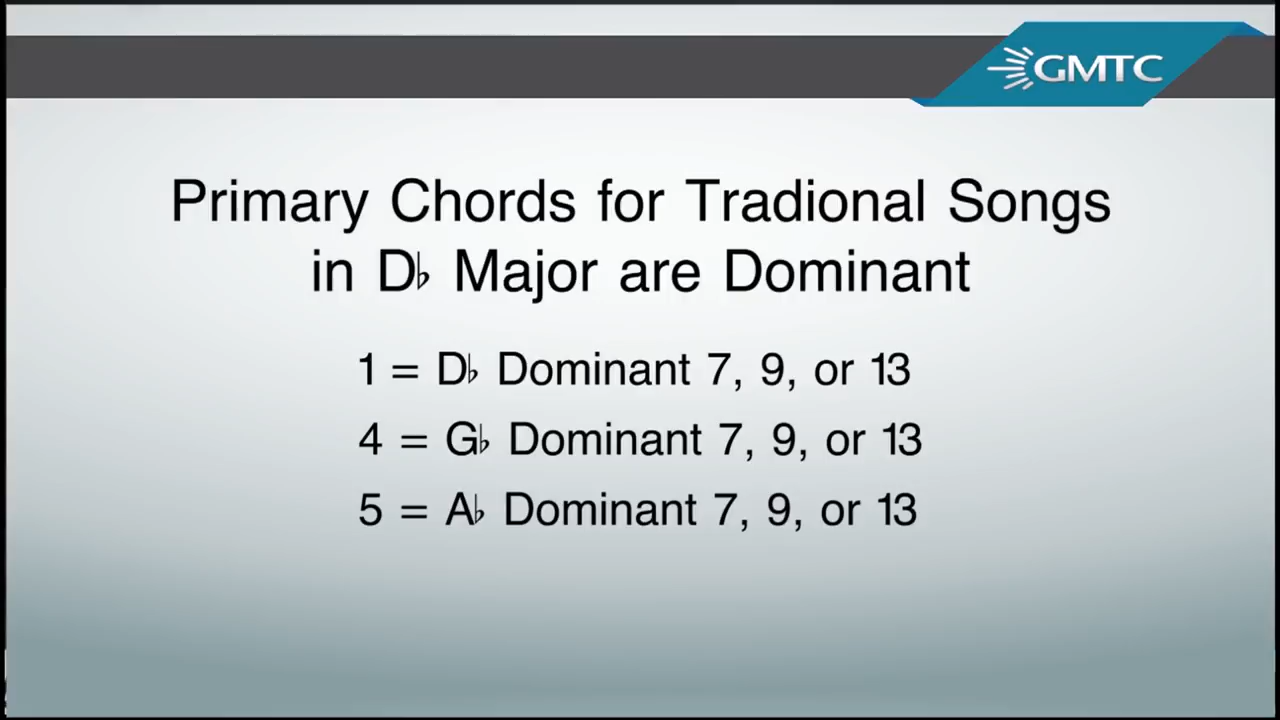 GMTC
Primary Chords for Tradional Songs
in D♭ Major are Dominant
1 = D♭ Dominant 7, 9, or 13
4 = G♭ Dominant 7, 9, or 13
5 = A♭ Dominant 7, 9, or 13